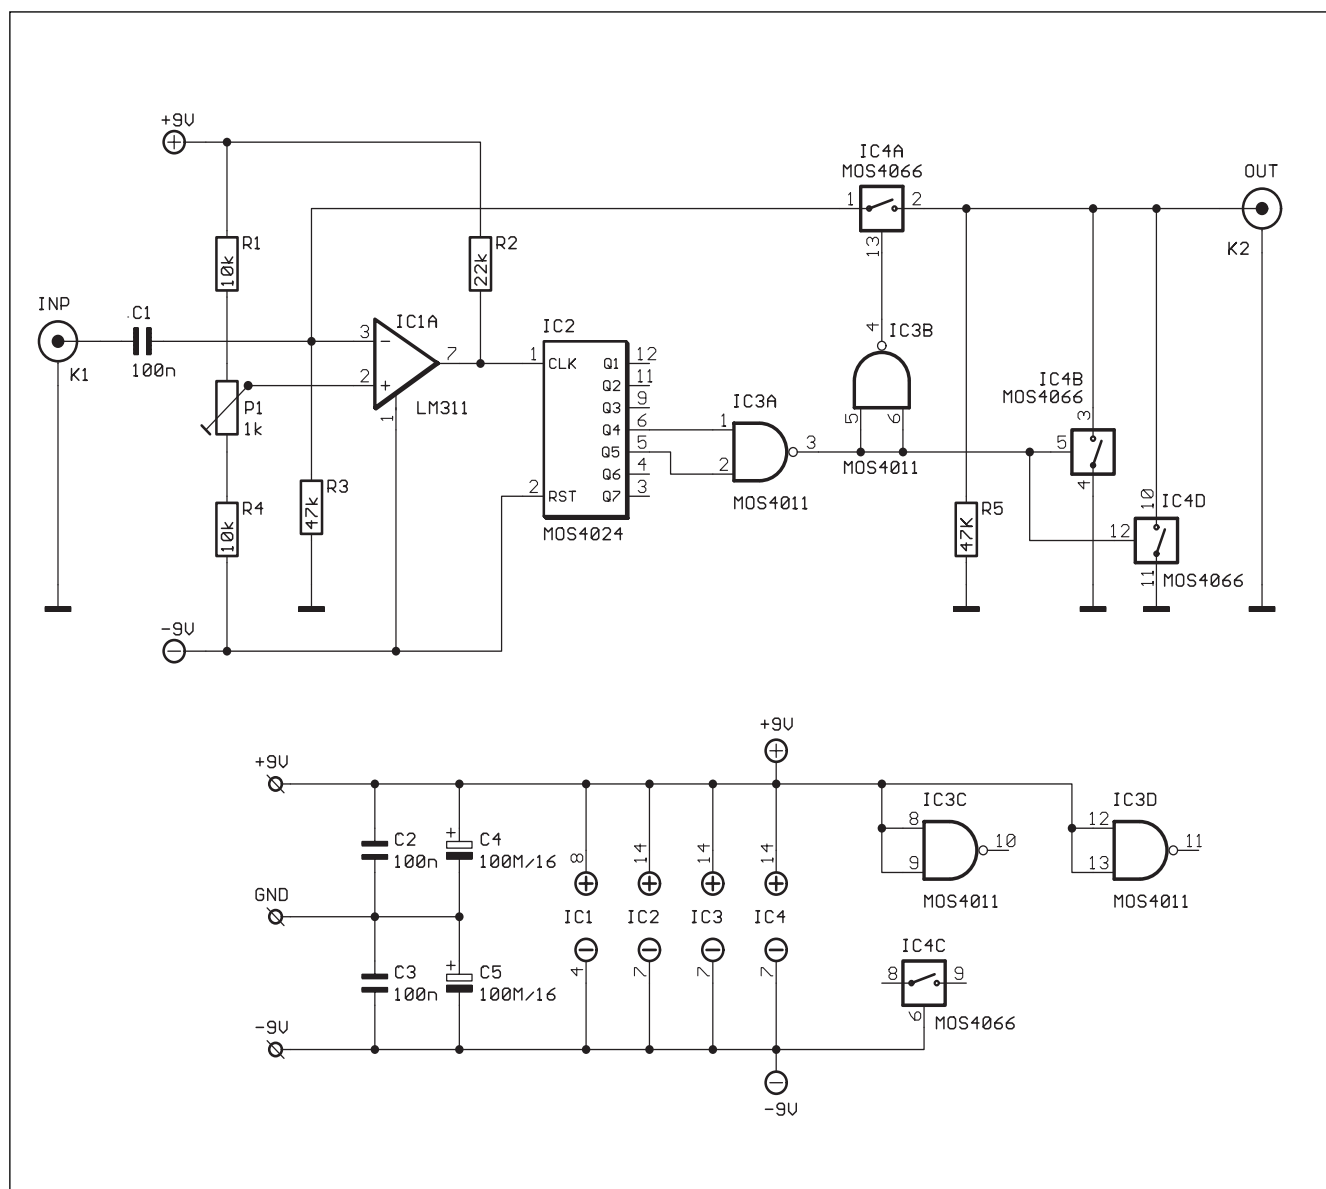 +9V
IC4A
MOS4066
OUT
1
2
K2
13
R1
10k
R2
22k
INP
C1
100n
K1
3
-
IC1A
7
2
+
1
LM311
P1
1k
R4
10k
R3
47k
IC2
1
CLK
Q1
12
Q2
11
Q3
9
Q4
6
Q5
5
Q6
4
Q7
3
2
RST
MOS4024
IC3A
1
2
3
MOS4011
4
IC3B
5
6
MOS4011
IC4B
MOS4066
3
5
4
10
IC4D
12
11
MOS4066
R5
47K
-9V
+9V
+9V
GND
-9V
C2
100n
+
C4
100M/16
C3
100n
+
C5
100M/16
8
14
14
14
IC1
IC2
IC3
IC4
4
7
7
7
-9V
IC3C
8
9
10
MOS4011
IC3D
12
13
11
MOS4011
IC4C
8
9
6
MOS4066